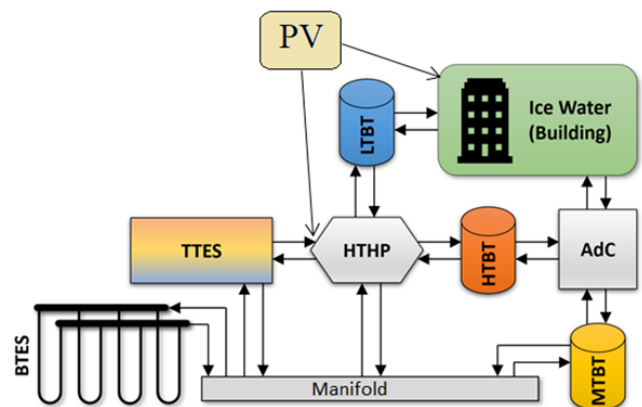 PV
LTBT
Ice Water
(Building)
TTES
HTHP
HTBT
AdC
BTES
MTBT
Manifold